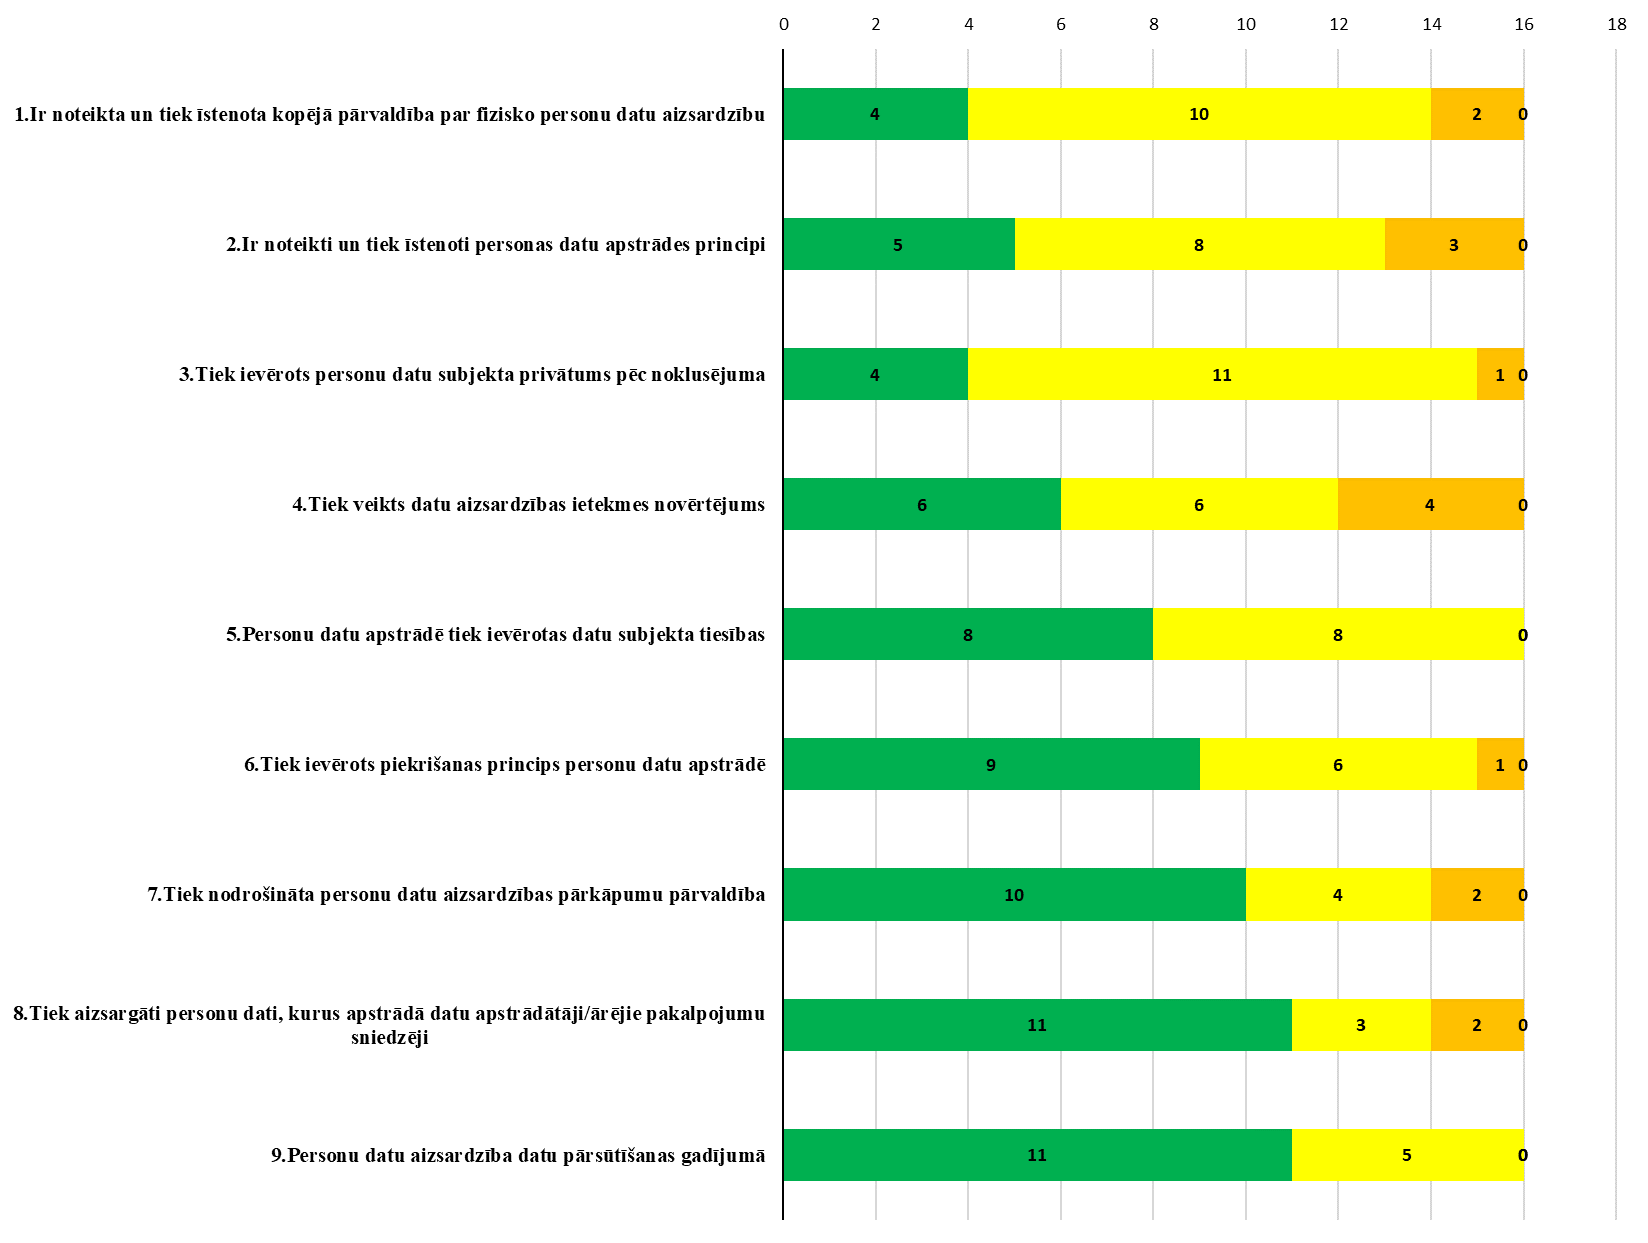 0 2 4 6 8 10 12 14 16 18
1.Ir noteikta un tiek īstenota kopējā pārvaldība par fizisko personu datu aizsardzību 4 10 2 0
2.Ir noteikti un tiek īstenoti personas datu apstrādes principi 5 8 3 0
3.Tiek ievērots personu datu subjekta privātums pēc noklusējuma 4 11 1 0
4.Tiek veikts datu aizsardzības ietekmes novērtējums 6 6 4 0
5.Personu datu apstrādē tiek ievērotas datu subjekta tiesības 8 8 0
6.Tiek ievērots piekrišanas princips personu datu apstrādē 9 6 1 0
7.Tiek nodrošināta personu datu aizsardzības pārkāpumu pārvaldība 10 4 2 0
8.Tiek aizsargāti personu dati, kurus apstrādā datu apstrādātāji/ārējie pakalpojumu
sniedzēji 11 3 2 0
9.Personu datu aizsardzība datu pārsūtīšanas gadījumā 11 5 0